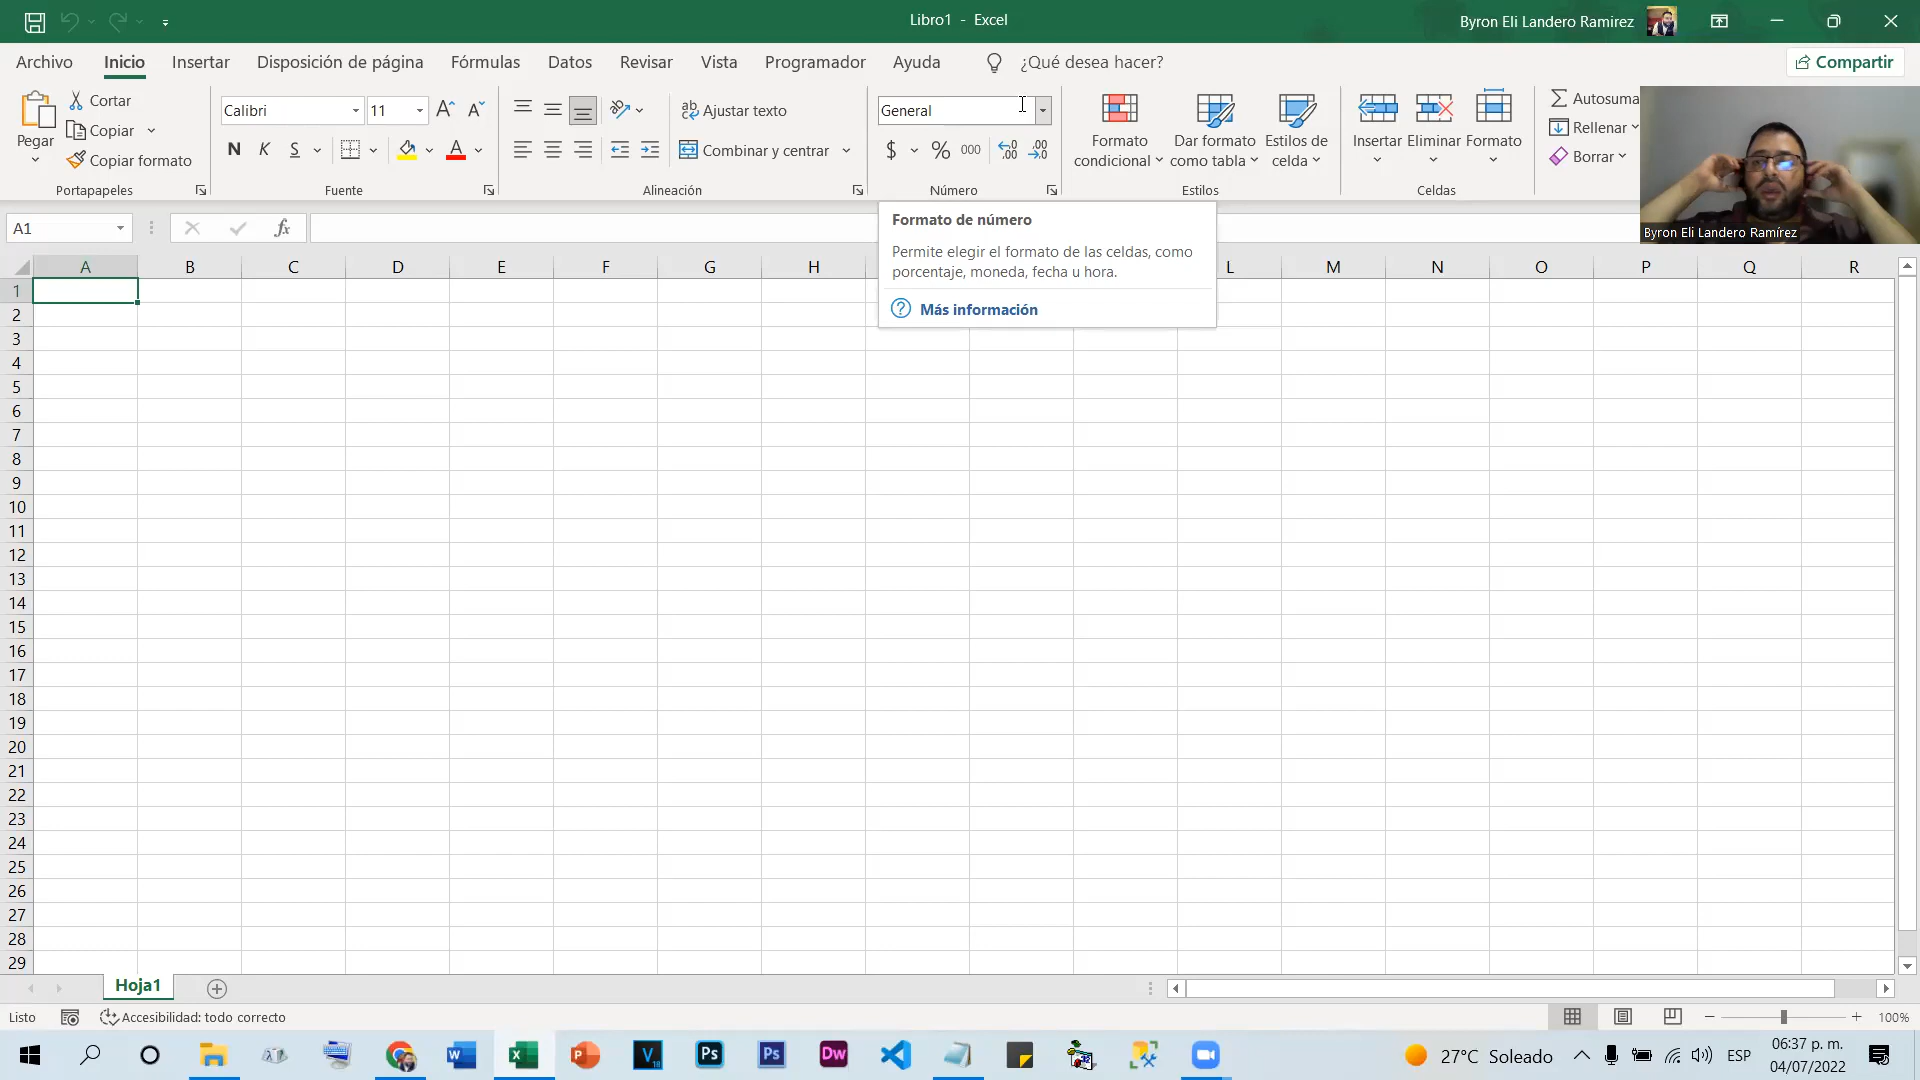 Libro1 - Excel
Byron Eli Landero Ramirez
Archivo
Inicio
Insertar
Disposición de página
Fórmulas
Datos
Revisar
Vista
Programador
Ayuda
¿Qué desea hacer?
Compartir
Pegar
Cortar
Copiar
Copiar formato
Portapapeles
Calibri
11
N K S
A
Fuente
Ajustar texto
Combinar y centrar
Alineación
General
$ % 000
Número
Formato condicional
Dar formato como tabla
Estilos de celda
Estilos
Insertar
Eliminar
Formato
Celdas
Autosuma
Rellenar
Borrar
Byron Eli Landero Ramírez
A1
fx
Formato de número
Permite elegir el formato de las celdas, como
porcentaje, moneda, fecha u hora.
Más información
A B C D E F G H L M N O P Q R
1
2
3
4
5
6
7
8
9
10
11
12
13
14
15
16
17
18
19
20
21
22
23
24
25
26
27
28
29
Hoja1
Listo
Accesibilidad: todo correcto
100%
27°C Soleado
ESP
06:37 p. m.
04/07/2022